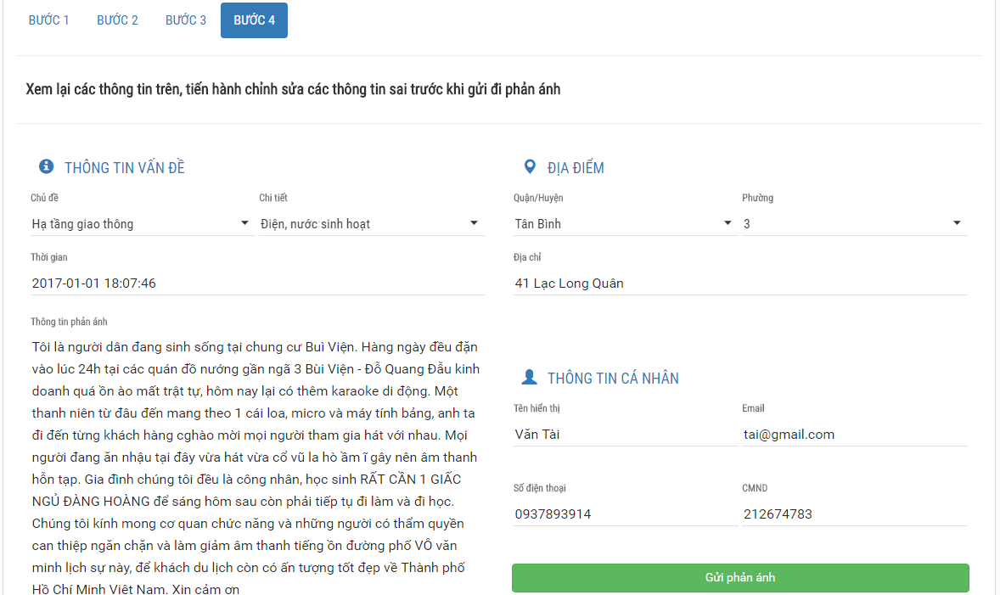 BƯỚC 1 BƯỚC 2 BƯỚC 3 BƯỚC 4
Xem lại các thông tin trên, tiến hành chỉnh sửa các thông tin sai trước khi gửi đi phản ánh
THÔNG TIN VẤN ĐỀ
Chủ đề Chi tiết
Hạ tầng giao thông Điện, nước sinh hoạt
Thời gian
2017-01-01 18:07:46
Thông tin phản ánh
Tôi là người dân đang sinh sống tại chung cư Buì Viện. Hàng ngày đều đặn
vào lúc 24h tại các quán đồ nướng gần ngã 3 Bùi Viện - Đỗ Quang Đẫu kinh
doanh quá ồn ào mất trật tự, hôm nay lại có thêm karaoke di động. Một
thanh niên từ đâu đến mang theo 1 cái loa, micro và máy tính bảng, anh ta
đi đến từng khách hàng cghào mời mọi người tham gia hát với nhau. Mọi
người đang ăn nhậu tại đây vừa hát vừa cổ vũ la hò ầm ĩ gây nên âm thanh
hỗn tạp. Gia đình chúng tôi đều là công nhân, học sinh RẤT CẦN 1 GIẤC
NGỦ ĐÀNG HOÀNG để sáng hôm sau còn phải tiếp tụ đi làm và đi học.
Chúng tôi kính mong cơ quan chức năng và những người có thẩm quyền
can thiệp ngăn chặn và làm giảm âm thanh tiếng ồn đường phố VÔ văn
minh lịch sự này, để khách du lịch còn có ấn tượng tốt đẹp về Thành phố
Hồ Chí Minh Việt Nam. Xin cảm ơn
ĐỊA ĐIỂM
Quận/Huyện Phường
Tân Bình 3
Địa chỉ
41 Lạc Long Quân
THÔNG TIN CÁ NHÂN
Tên hiển thị Email
Văn Tài tai@gmail.com
Số điện thoại CMND
0937893914 212674783
Gửi phản ánh